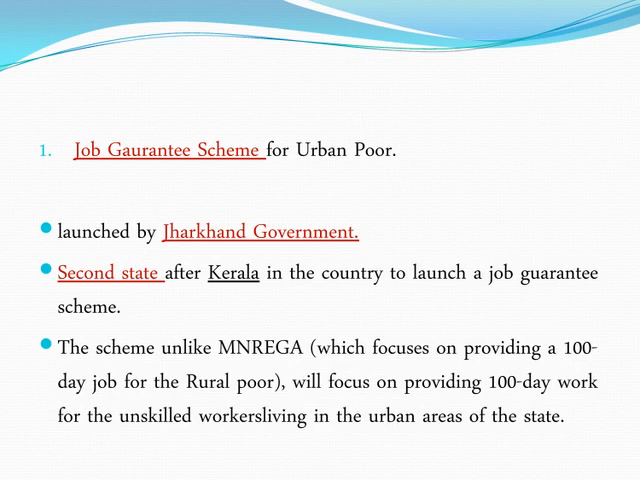 1. Job Gaurantee Scheme for Urban Poor.
launched by Jharkhand Government.
Second state after Kerala in the country to launch a job guarantee
scheme.
The scheme unlike MNREGA (which focuses on providing a 100-
day job for the Rural poor), will focus on providing 100-day work
for the unskilled workersliving in the urban areas of the state.